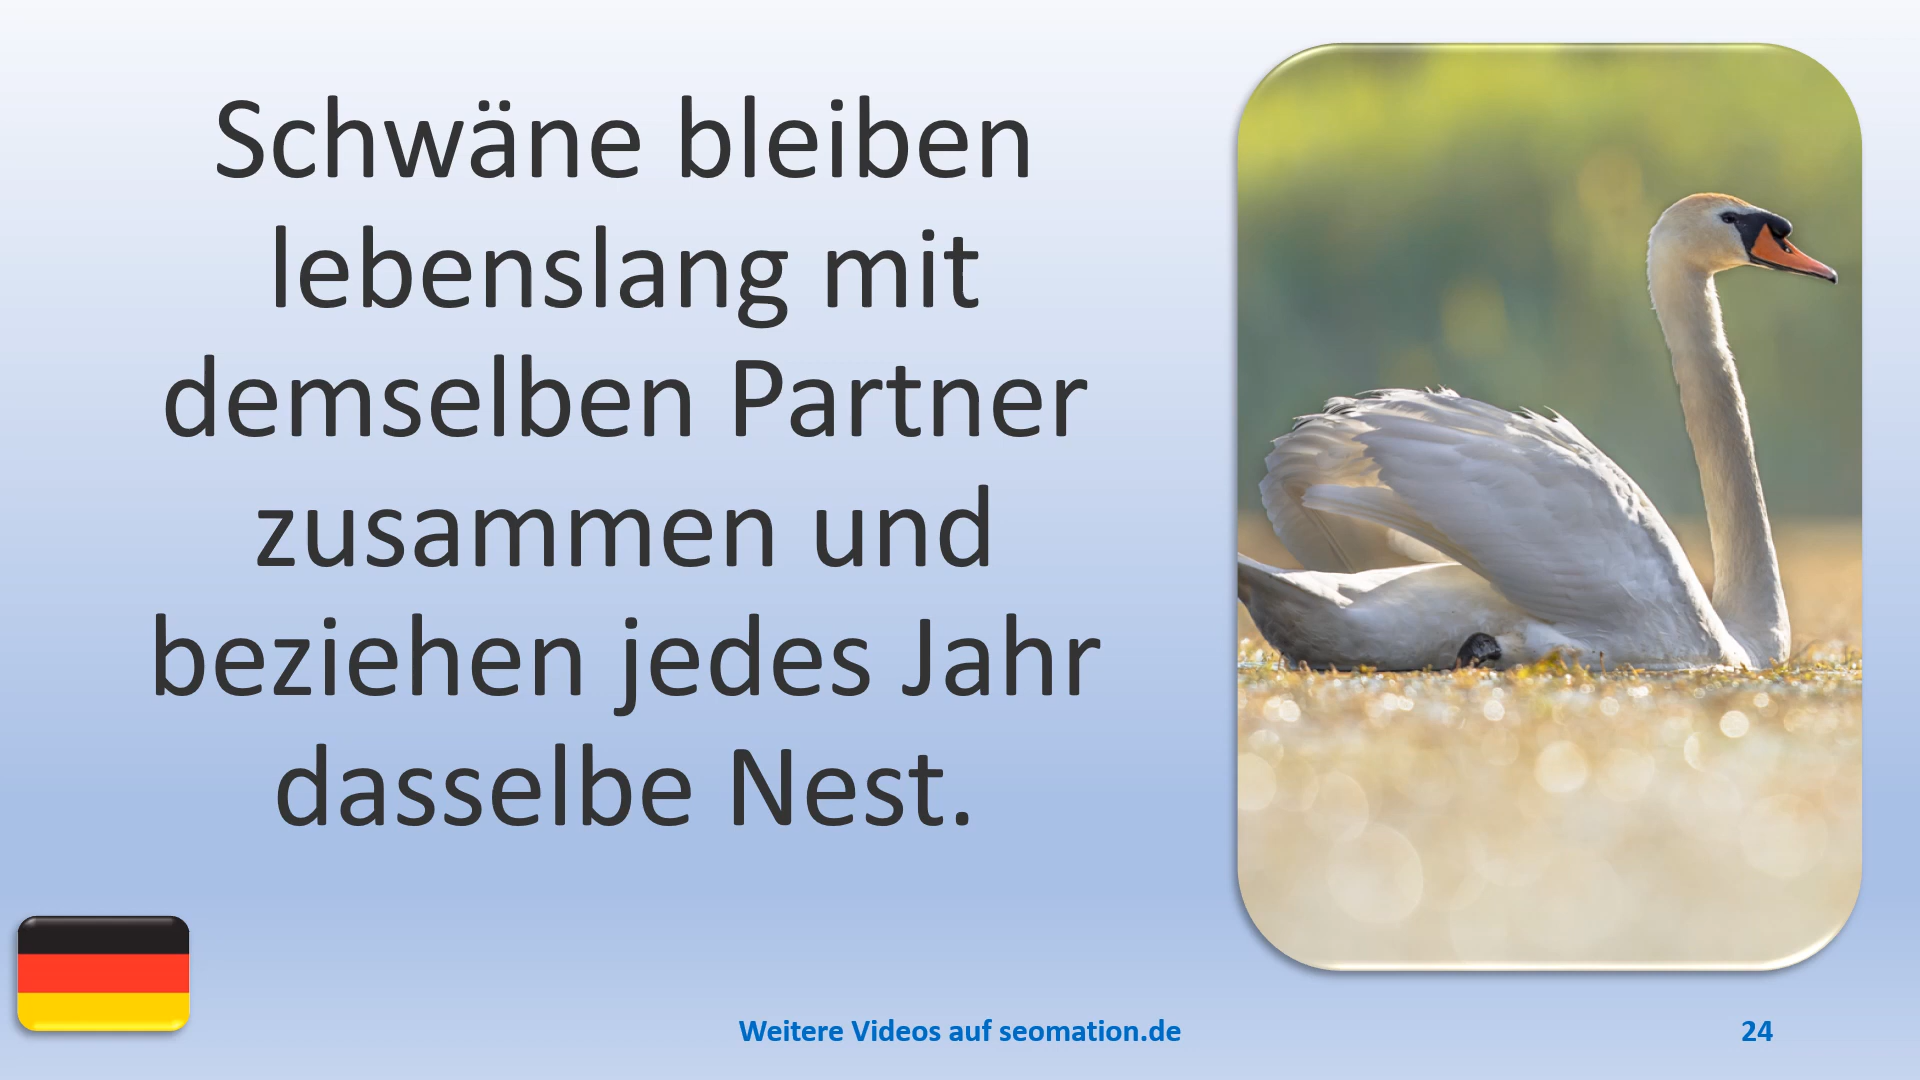 Schwäne bleiben
lebenslang mit
demselben Partner
zusammen und
beziehen jedes Jahr
dasselbe Nest.
Weitere Videos auf seomation.de
24